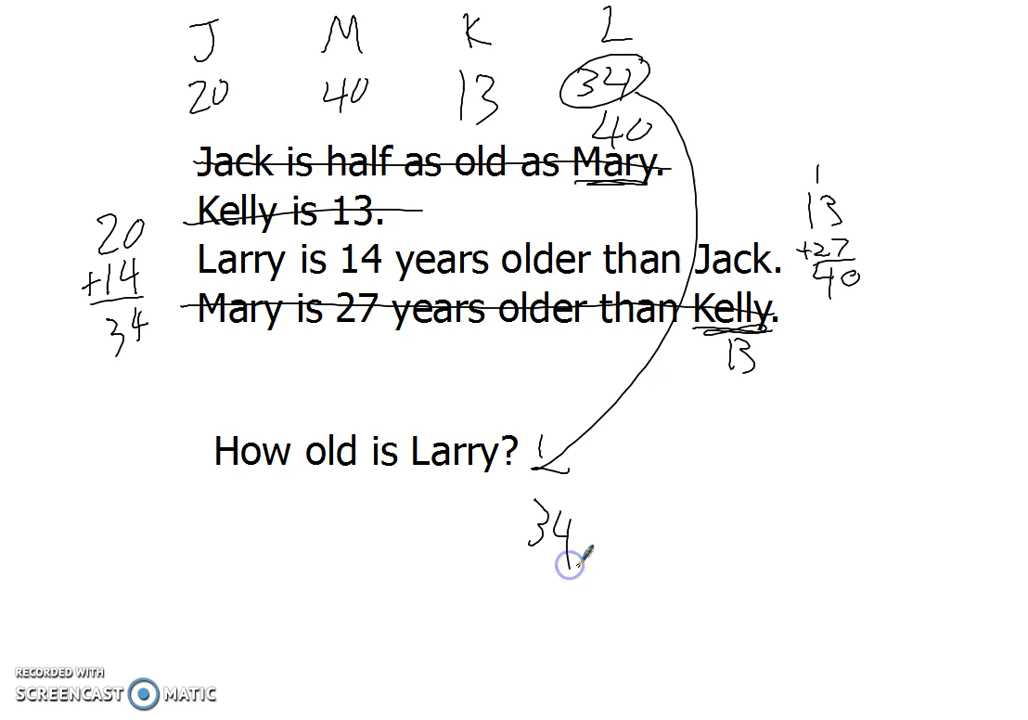 J M K L
20 40 13 34
40
Jack is half as old as Mary.
Kelly is 13.
Larry is 14 years older than Jack.
Mary is 27 years older than Kelly.
13
20
+14
34
1
13
+27
40
How old is Larry? L
34
RECORDED WITH
SCREENCAST MATIC